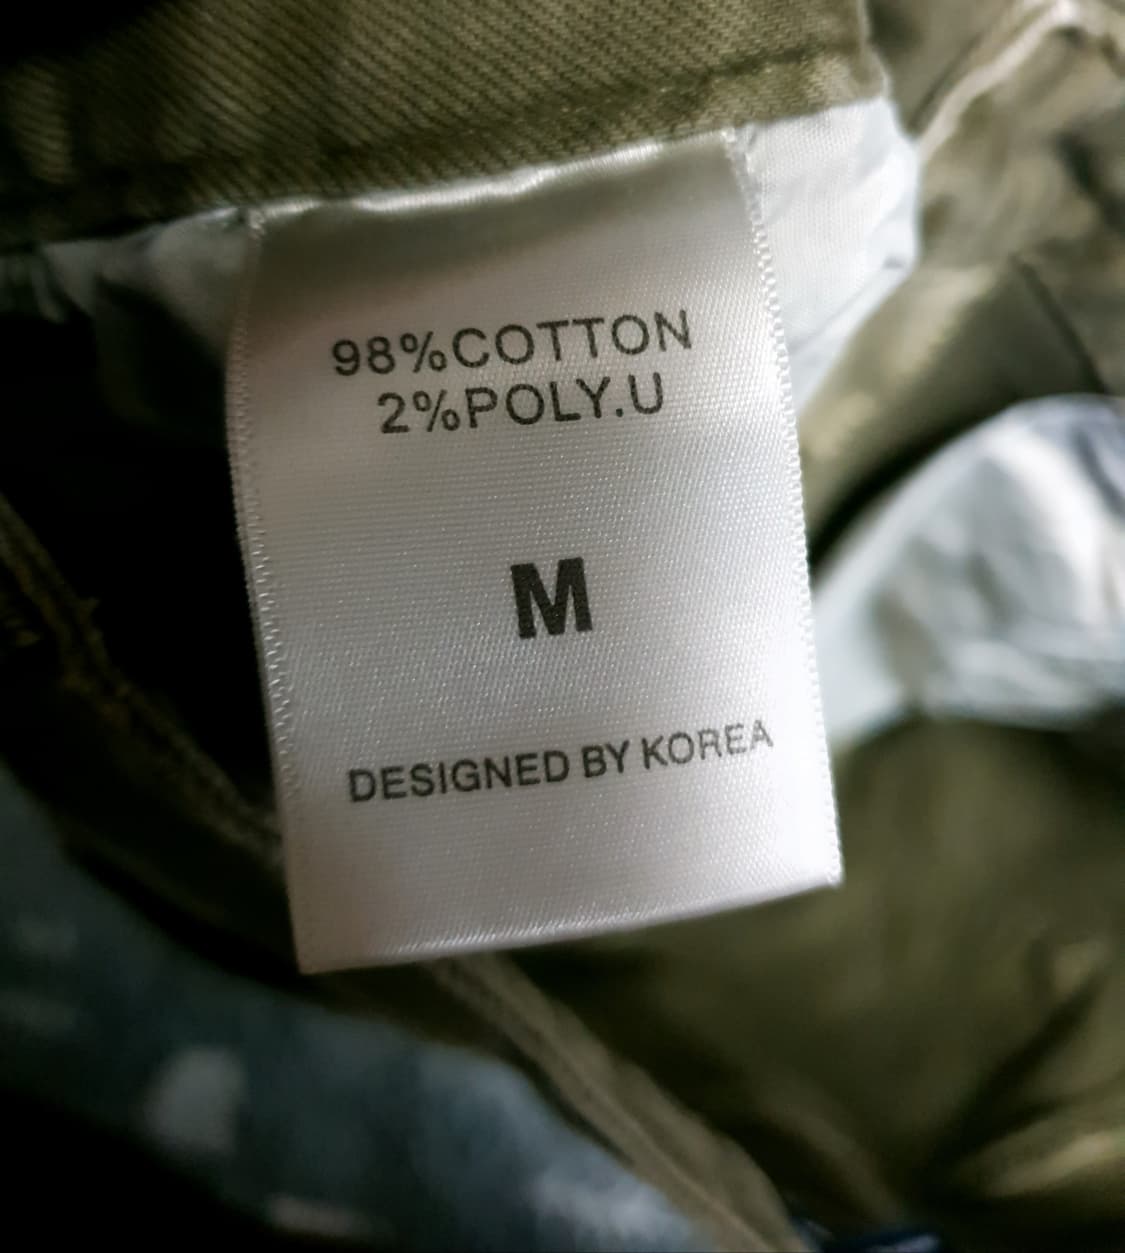 98%COTTON
2%POLY.U
M
DESIGNED BY KOREA